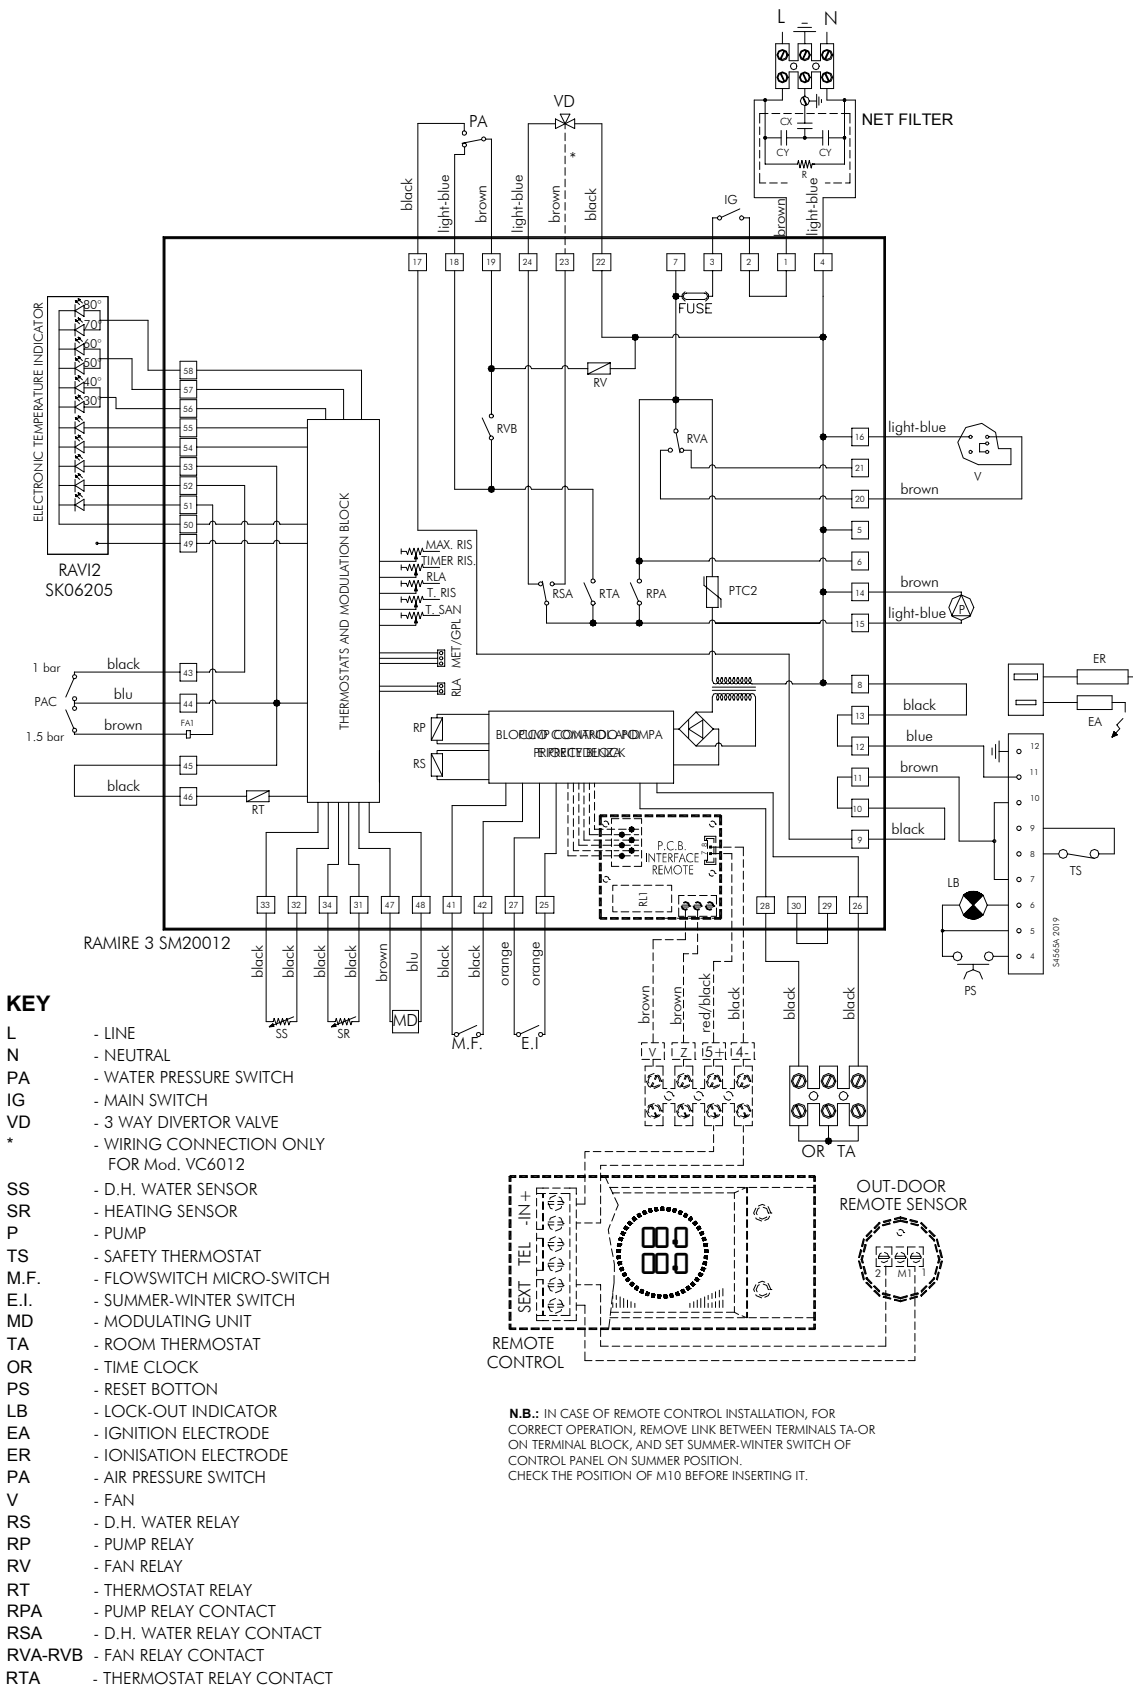 L N
NET FILTER
CX
CY CY
R
PA
VD
*
IG
black
light-blue
brown
light-blue
brown
black
brown
light-blue
17 18 19 24 23 22 7 3 2 1 4
FUSE
RV
RVB
RVA
ELECTRONIC TEMPERATURE INDICATOR
80°
70°
60°
50°
40°
30°
58
57
56
55
54
53
52
51
50
49
RAVI2
SK06205
THERMOSTATS AND MODULATION BLOCK
MAX. RIS
TIMER RIS.
RLA
T. RIS
T. SAN
MET/GPL
RLA
RSA RTA RPA PTC2
16 light-blue
21
20 brown
V
5
6
14 brown
15 light-blue
P
8
13 black
12 blue
11 brown
10
9 black
ER
EA
12
11
10
9
8
7
6
5
4
TS
LB
PS
S4565A 2019
1 bar
PAC
1.5 bar
black 43
blu 44
brown FA1
45
black 46
RT
RP
RS
P.C.B.
INTERFACE
REMOTE
RL1
33 32 34 31 47 48 41 42 27 25 28 30 29 26
RAMIRE 3 SM20012
black
black
black
black
brown
blu
black
black
orange
orange
brown
brown
red/black
black
black
black
SS SR MD M.F. E.I
V Z 5+ 4-
OR TA
-IN+
TEL
SEXT
REMOTE
CONTROL
OUT-DOOR
REMOTE SENSOR
2 M1 1
KEY
L - LINE
N - NEUTRAL
PA - WATER PRESSURE SWITCH
IG - MAIN SWITCH
VD - 3 WAY DIVERTOR VALVE
* - WIRING CONNECTION ONLY
FOR Mod. VC6012
SS - D.H. WATER SENSOR
SR - HEATING SENSOR
P - PUMP
TS - SAFETY THERMOSTAT
M.F. - FLOWSWITCH MICRO-SWITCH
E.I. - SUMMER-WINTER SWITCH
MD - MODULATING UNIT
TA - ROOM THERMOSTAT
OR - TIME CLOCK
PS - RESET BOTTON
LB - LOCK-OUT INDICATOR
EA - IGNITION ELECTRODE
ER - IONISATION ELECTRODE
PA - AIR PRESSURE SWITCH
V - FAN
RS - D.H. WATER RELAY
RP - PUMP RELAY
RV - FAN RELAY
RT - THERMOSTAT RELAY
RPA - PUMP RELAY CONTACT
RSA - D.H. WATER RELAY CONTACT
RVA-RVB - FAN RELAY CONTACT
RTA - THERMOSTAT RELAY CONTACT
N.B.: IN CASE OF REMOTE CONTROL INSTALLATION, FOR
CORRECT OPERATION, REMOVE LINK BETWEEN TERMINALS TA-OR
ON TERMINAL BLOCK, AND SET SUMMER-WINTER SWITCH OF
CONTROL PANEL ON SUMMER POSITION.
CHECK THE POSITION OF M10 BEFORE INSERTING IT.